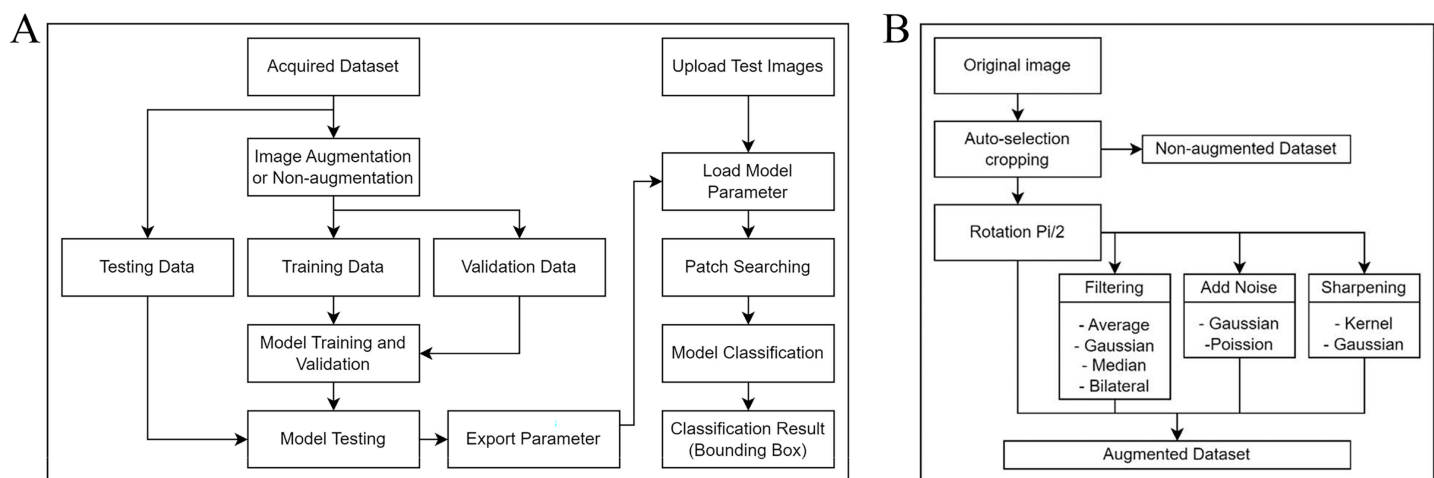 A
Acquired Dataset
Image Augmentation
or Non-augmentation
Testing Data
Training Data
Validation Data
Model Training and
Validation
Model Testing
Export Parameter
Upload Test Images
Load Model
Parameter
Patch Searching
Model Classification
Classification Result
(Bounding Box)
B
Original image
Auto-selection
cropping
Non-augmented Dataset
Rotation Pi/2
Filtering
- Average
- Gaussian
- Median
- Bilateral
Add Noise
- Gaussian
-Poission
Sharpening
- Kernel
- Gaussian
Augmented Dataset